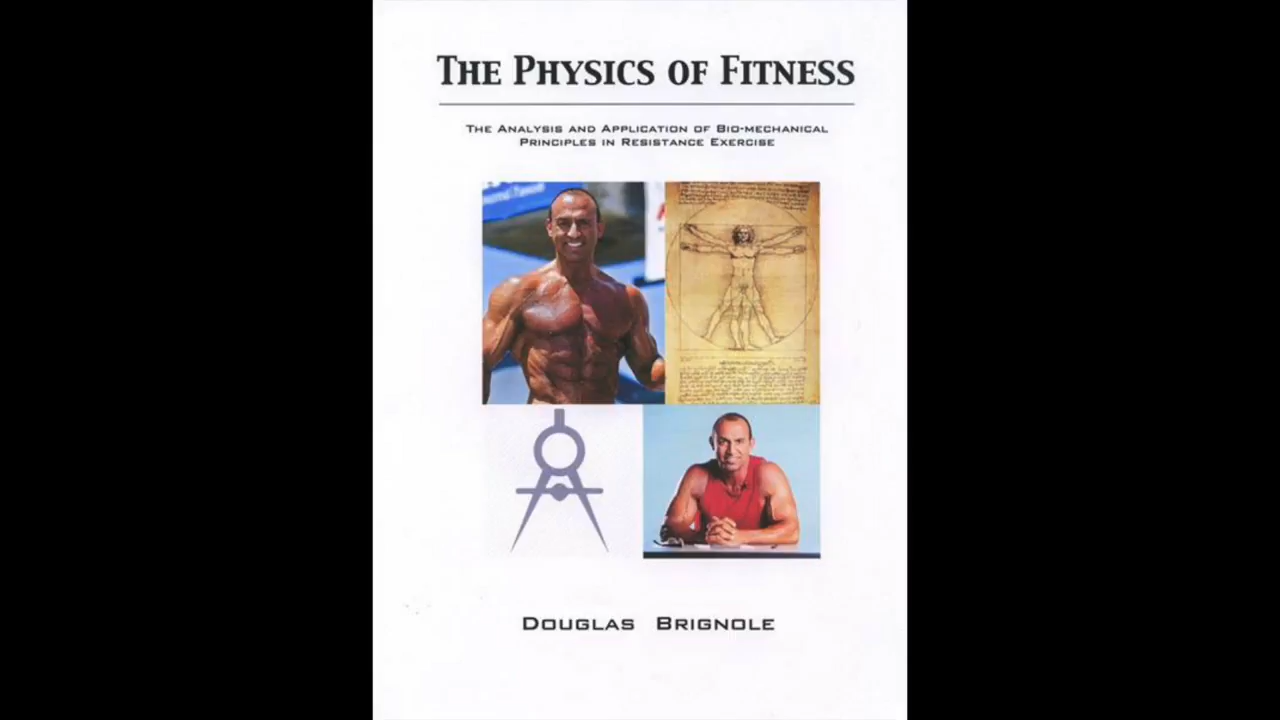 The Physics of Fitness
The Analysis and Application of Bio-mechanical
Principles in Resistance Exercise
Douglas Brignole